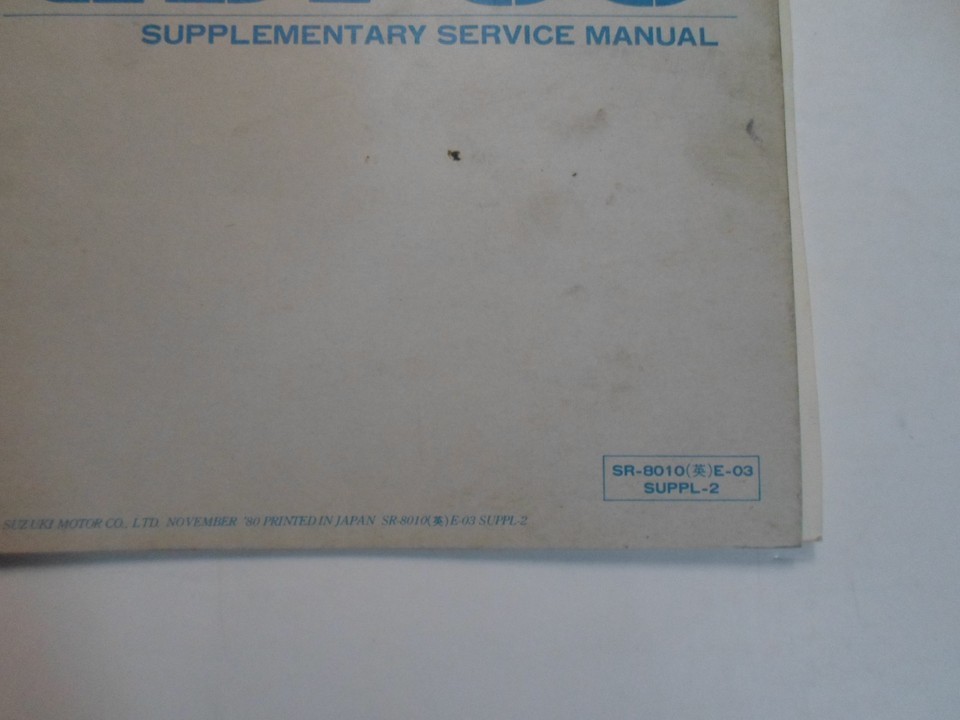 SUPPLEMENTARY SERVICE MANUAL
SR-8010(英)E-03
SUPPL-2
SUZUKI MOTOR CO., LTD. NOVEMBER '80 PRINTED IN JAPAN SR-8010(英)E-03 SUPPL-2